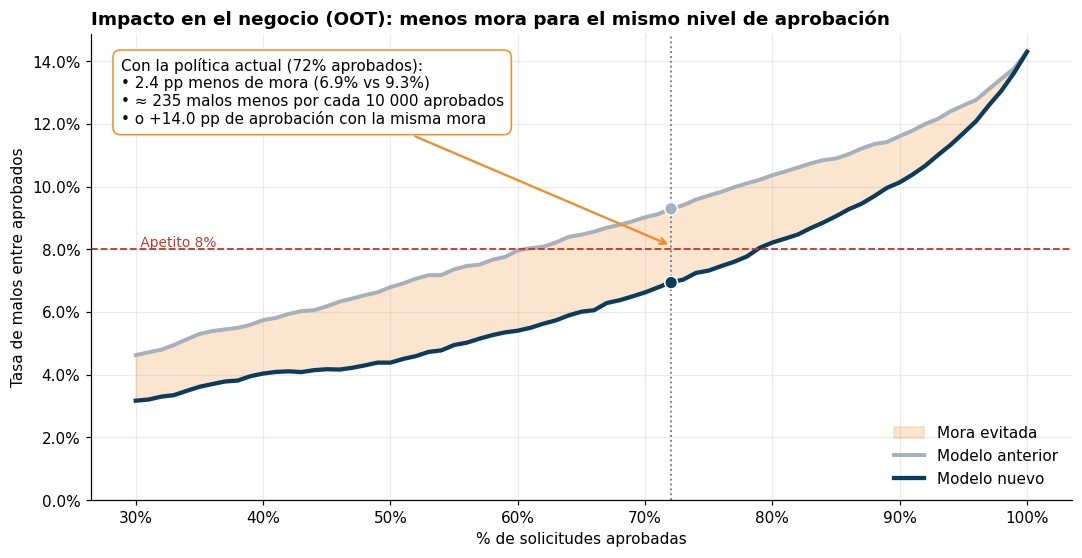 Impacto en el negocio (OOT): menos mora para el mismo nivel de aprobación
Con la política actual (72% aprobados):
• 2.4 pp menos de mora (6.9% vs 9.3%)
• ≈ 235 malos menos por cada 10 000 aprobados
• o +14.0 pp de aprobación con la misma mora
Tasa de malos entre aprobados
14.0%
12.0%
10.0%
8.0%
6.0%
4.0%
2.0%
0.0%
Apetito 8%
Mora evitada
Modelo anterior
Modelo nuevo
30%
40%
50%
60%
70%
80%
90%
100%
% de solicitudes aprobadas